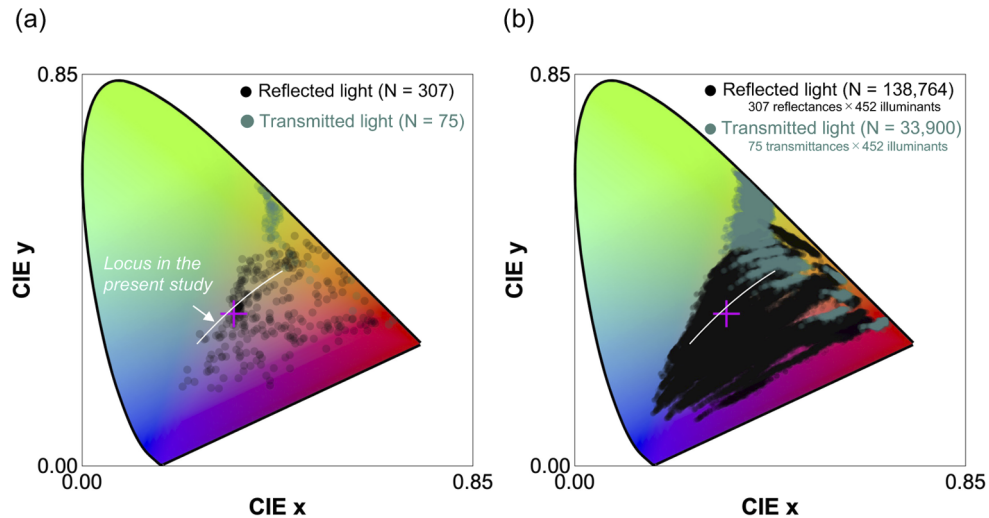 (a)
0.85
Reflected light (N = 307)
Transmitted light (N = 75)
Locus in the
present study
CIE y
0.00
0.00
0.85
CIE x
(b)
0.85
Reflected light (N = 138,764)
307 reflectances × 452 illuminants
Transmitted light (N = 33,900)
75 transmittances × 452 illuminants
CIE y
0.00
0.00
0.85
CIE x